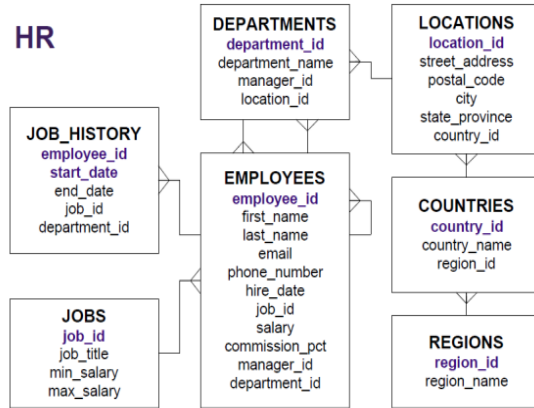 HR
DEPARTMENTS
department_id
department_name
manager_id
location_id
LOCATIONS
location_id
street_address
postal_code
city
state_province
country_id
JOB_HISTORY
employee_id
start_date
end_date
job_id
department_id
EMPLOYEES
employee_id
first_name
last_name
email
phone_number
hire_date
job_id
salary
commission_pct
manager_id
department_id
COUNTRIES
country_id
country_name
region_id
JOBS
job_id
job_title
min_salary
max_salary
REGIONS
region_id
region_name